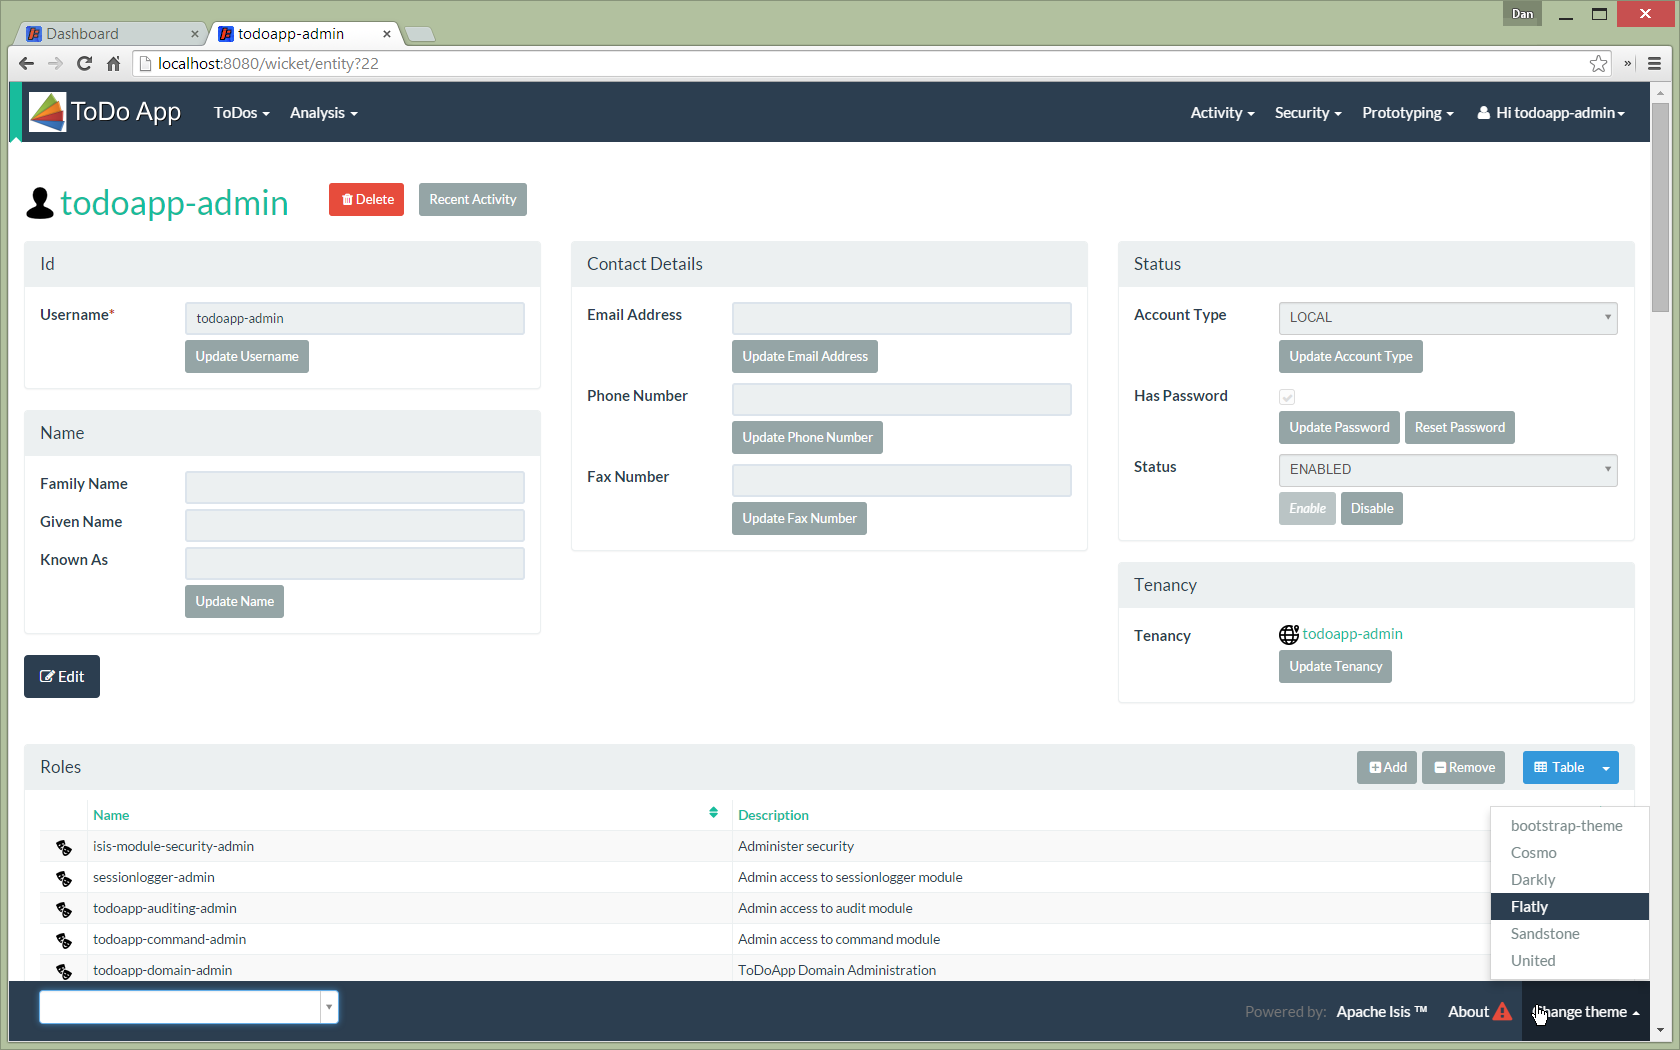 Dan
Dashboard
todoapp-admin
localhost:8080/wicket/entity?22
ToDo App
ToDos
Analysis
Activity
Security
Prototyping
Hi todoapp-admin
todoapp-admin
Delete
Recent Activity
Id
Username*
todoapp-admin
Update Username
Name
Family Name
Given Name
Known As
Update Name
Edit
Contact Details
Email Address
Update Email Address
Phone Number
Update Phone Number
Fax Number
Update Fax Number
Status
Account Type
LOCAL
Update Account Type
Has Password
Update Password
Reset Password
Status
ENABLED
Enable
Disable
Tenancy
Tenancy
todoapp-admin
Update Tenancy
Roles
Add
Remove
Table
Name
Description
isis-module-security-admin
Administer security
sessionlogger-admin
Admin access to sessionlogger module
todoapp-auditing-admin
Admin access to audit module
todoapp-command-admin
Admin access to command module
todoapp-domain-admin
ToDoApp Domain Administration
bootstrap-theme
Cosmo
Darkly
Flatly
Sandstone
United
Powered by:
Apache Isis ™
About
Change theme